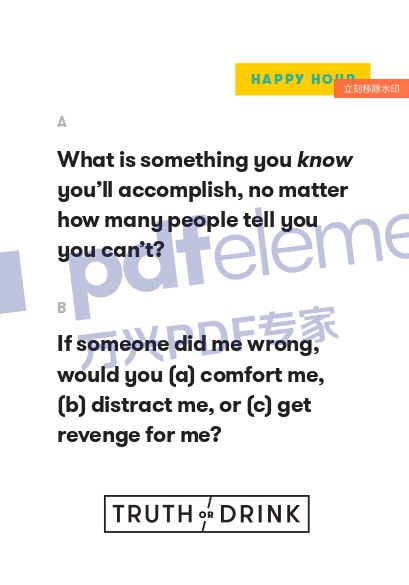 HAPPY HOUR
立刻移除水印
A
What is something you know
you’ll accomplish, no matter
how many people tell you
you can’t?
pdfeleme
万兴PDF专家
B
If someone did me wrong,
would you (a) comfort me,
(b) distract me, or (c) get
revenge for me?
TRUTH OR DRINK